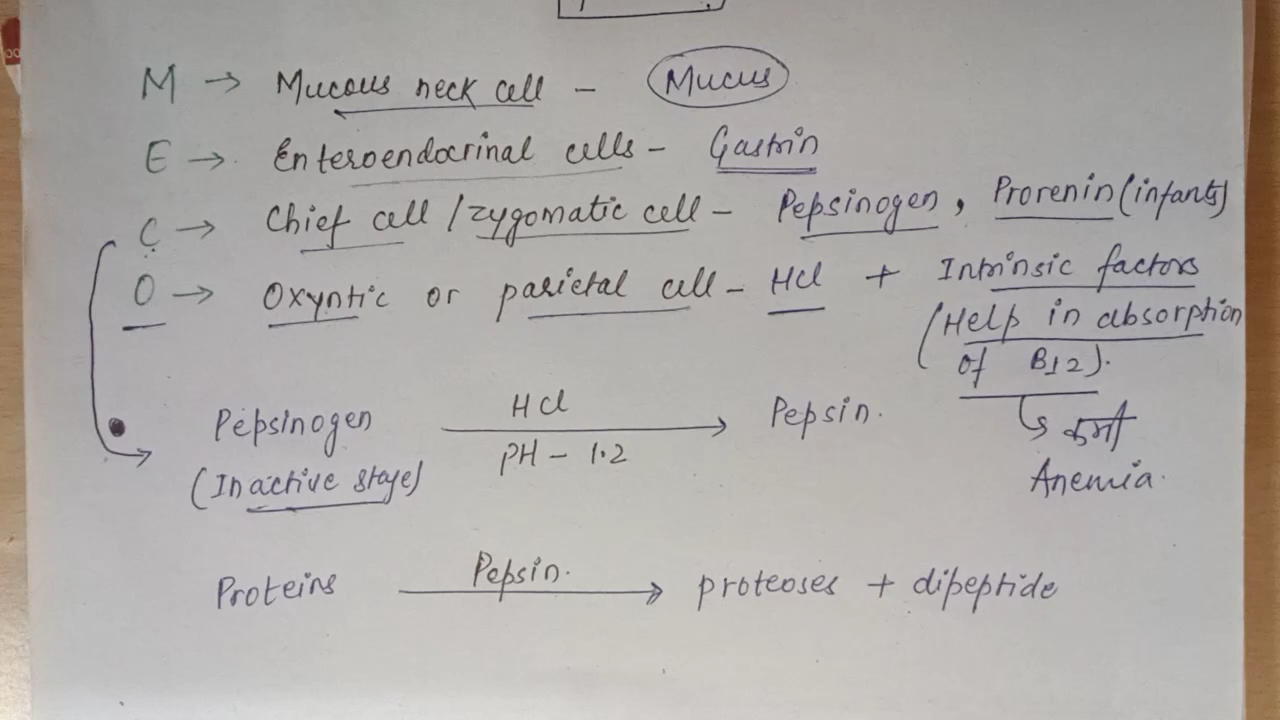 M → Mucous neck cell - Mucus
E → Enteroendocrinal cells - Gastrin
C → Chief cell / zygomatic cell - Pepsinogen, Prorenin (infants)
O → Oxyntic or parietal cell - HCl + Intrinsic factors
(Help in absorption
of B12).
↳ कमी
Anemia.
Pepsinogen HCl → Pepsin.
(Inactive stage) PH - 1.2
Proteins Pepsin. → proteoses + dipeptide